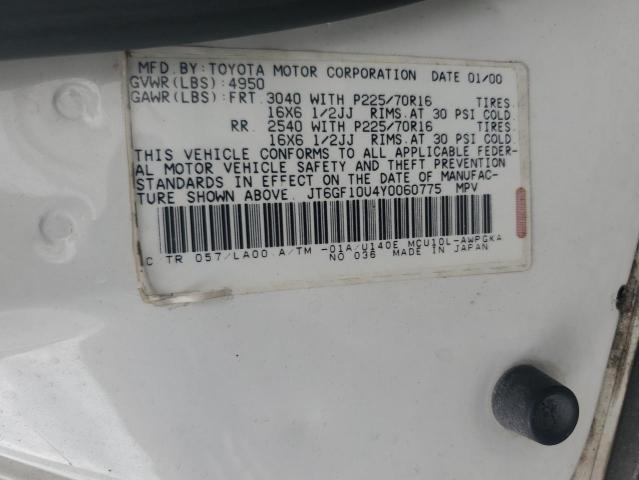 MFD.BY:TOYOTA MOTOR CORPORATION DATE 01/00
GVWR(LBS):4950
GAWR(LBS):FRT. 3040 WITH P225/70R16 TIRES.
16X6 1/2JJ RIMS.AT 30 PSI COLD.
RR. 2540 WITH P225/70R16 TIRES.
16X6 1/2JJ RIMS.AT 30 PSI COLD.
THIS VEHICLE CONFORMS TO ALL APPLICABLE FEDER-
AL MOTOR VEHICLE SAFETY AND THEFT PREVENTION
STANDARDS IN EFFECT ON THE DATE OF MANUFAC-
TURE SHOWN ABOVE. JT6GF10U4Y0060775 MPV
C/TR 057/LA00 A/TM -01A/U140E MCU10L-AWPGKA
NO 036 MADE IN JAPAN